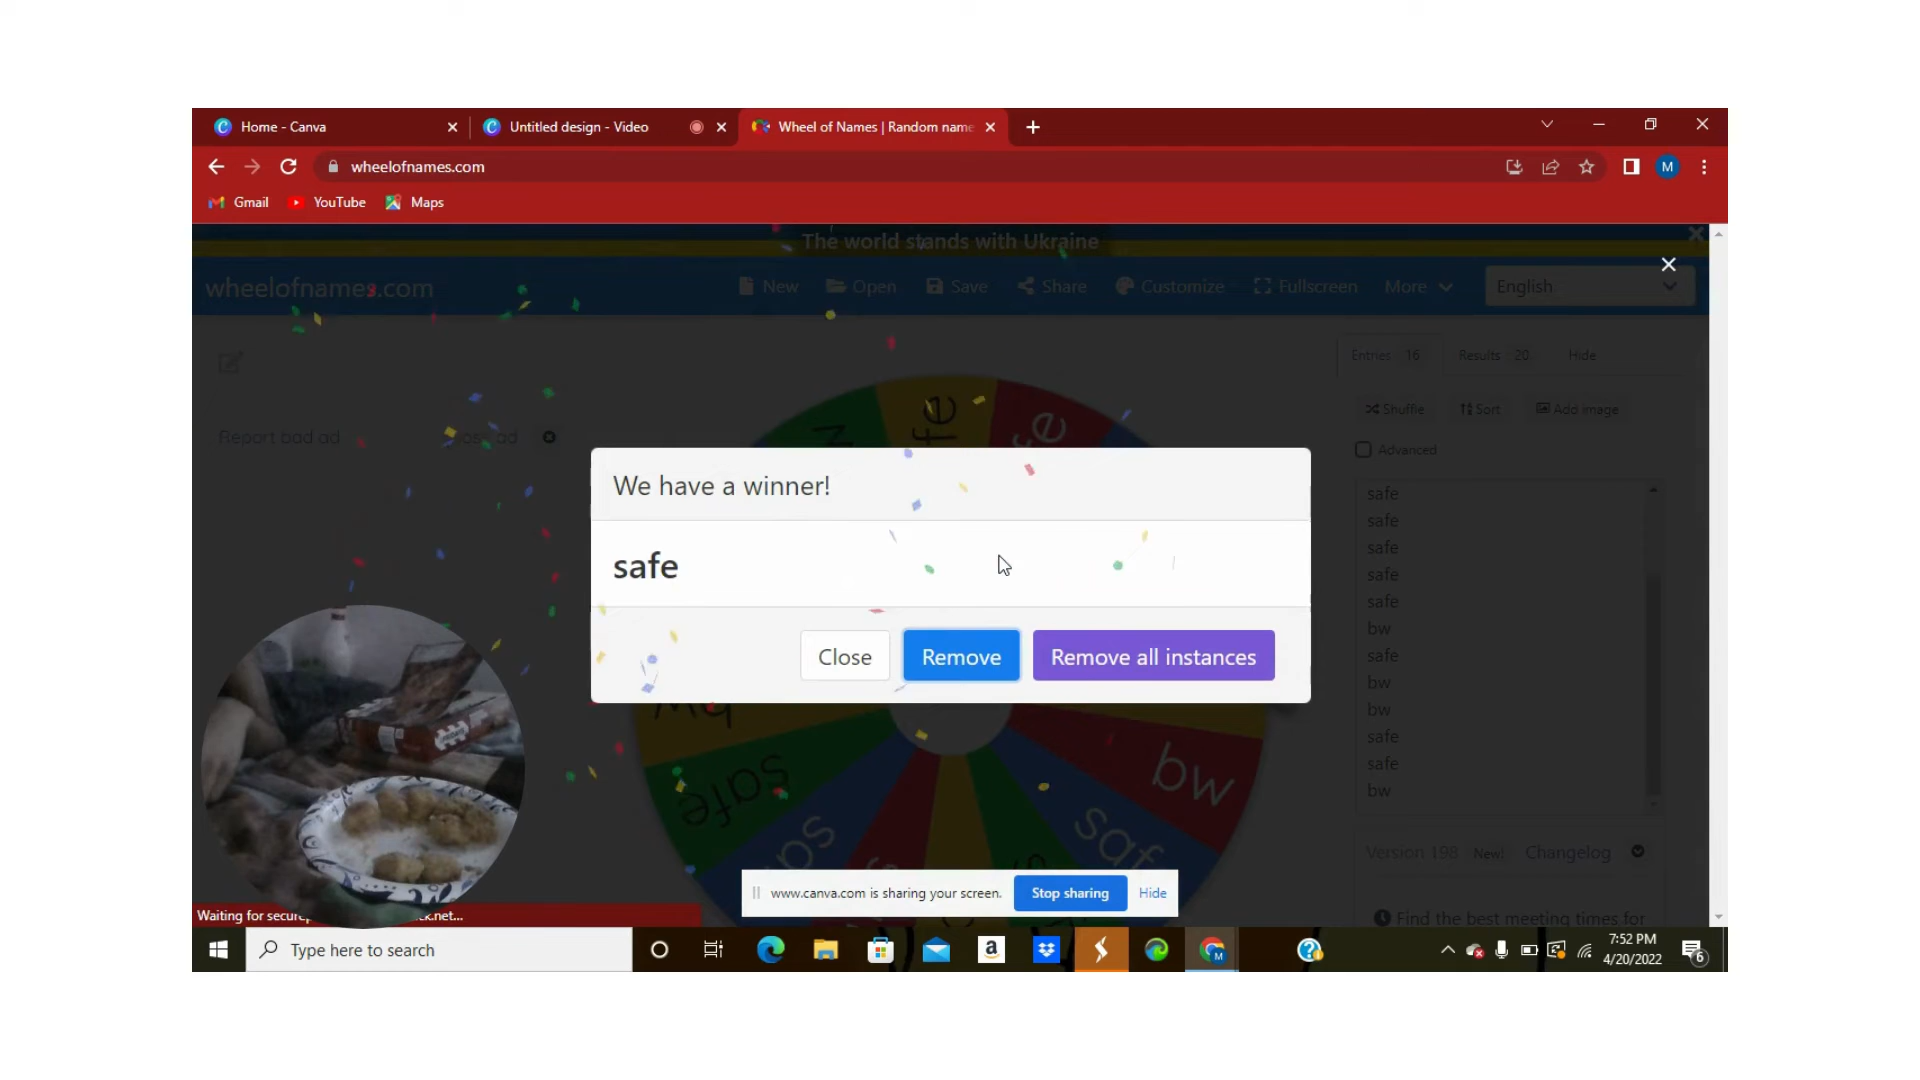 Home - Canva
Untitled design - Video
Wheel of Names | Random name
wheelofnames.com
M
Gmail
YouTube
Maps
The world stands with Ukraine
wheelofnames.com
New
Open
Save
Share
Customize
Fullscreen
More
English
Entries 16
Results 20
Hide
Shuffle
Sort
Add image
Report bad ad
Advanced
We have a winner!
safe
Close
Remove
Remove all instances
safe
safe
safe
safe
safe
bw
safe
bw
bw
safe
safe
bw
bw
safe
bw
safe
Version 198 New! Changelog
Find the best meeting times for
www.canva.com is sharing your screen.
Stop sharing
Hide
Type here to search
7:52 PM
4/20/2022
6